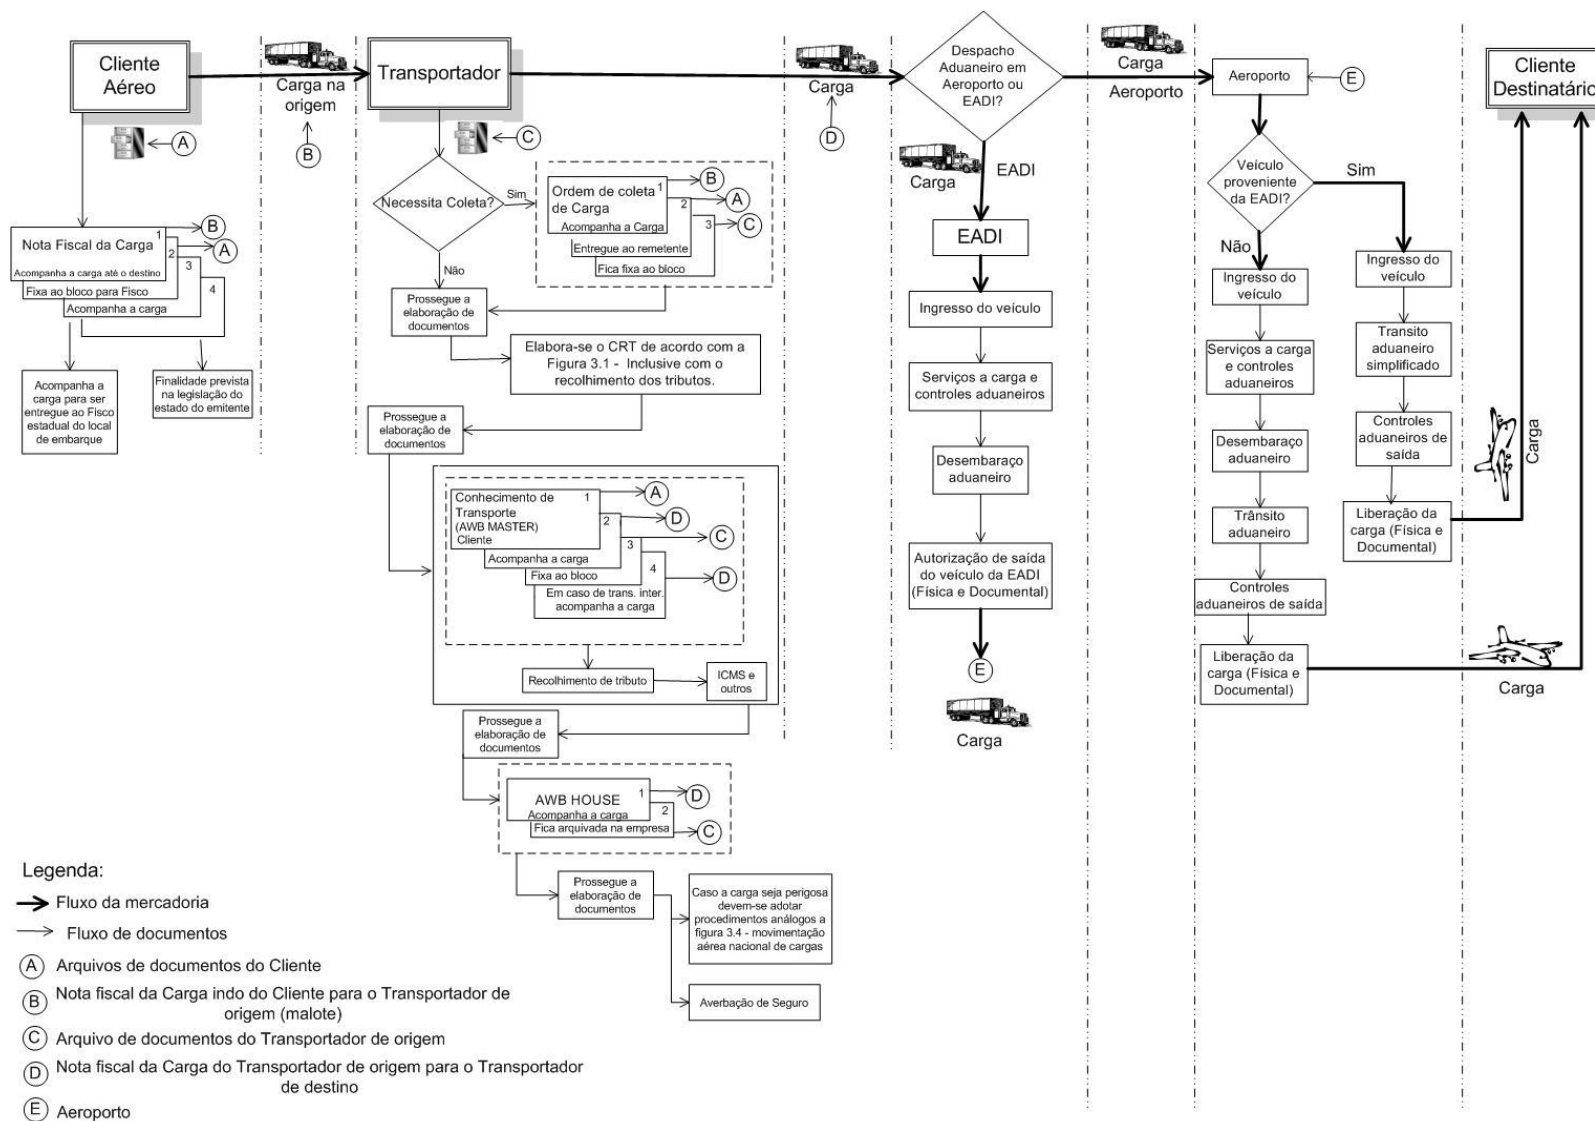 Cliente
Aéreo
Carga na
origem
B
A
Nota Fiscal da Carga
1
Acompanha a carga até o destino
2
Fixa ao bloco para Fisco
3
Acompanha a carga
4
B
A
Acompanha a
carga para ser
entregue ao Fisco
estadual do local
de embarque
Finalidade prevista
na legislação do
estado do emitente
Transportador
C
Necessita Coleta?
Sim
Não
Ordem de coleta
de Carga
1
Acompanha a Carga
2
Entregue ao remetente
3
Fica fixa ao bloco
B
A
C
Prossegue a
elaboração de
documentos
Elabora-se o CRT de acordo com a
Figura 3.1 - Inclusive com o
recolhimento dos tributos.
Prossegue a
elaboração de
documentos
Conhecimento de
Transporte
(AWB MASTER)
Cliente
1
2
Acompanha a carga
3
Fixa ao bloco
4
Em caso de trans. inter.
acompanha a carga
A
D
C
D
Recolhimento de tributo
ICMS e
outros
Prossegue a
elaboração de
documentos
AWB HOUSE
1
Acompanha a carga
2
Fica arquivada na empresa
D
C
Prossegue a
elaboração de
documentos
Caso a carga seja perigosa
devem-se adotar
procedimentos análogos a
figura 3.4 - movimentação
aérea nacional de cargas
Averbação de Seguro
Carga
D
Despacho
Aduaneiro em
Aeroporto ou
EADI?
Carga
EADI
EADI
Ingresso do veículo
Serviços a carga e
controles aduaneiros
Desembaraço
aduaneiro
Autorização de saída
do veículo da EADI
(Física e Documental)
E
Carga
Carga
Aeroporto
Aeroporto
E
Veículo
proveniente
da EADI?
Sim
Não
Ingresso do
veículo
Serviços a carga
e controles
aduaneiros
Desembaraço
aduaneiro
Trânsito
aduaneiro
Controles
aduaneiros de saída
Liberação da
carga (Física e
Documental)
Ingresso do
veículo
Transito
aduaneiro
simplificado
Controles
aduaneiros de
saída
Liberação da
carga (Física e
Documental)
Carga
Carga
Cliente
Destinatário
Legenda:
Fluxo da mercadoria
Fluxo de documentos
A Arquivos de documentos do Cliente
B Nota fiscal da Carga indo do Cliente para o Transportador de
origem (malote)
C Arquivo de documentos do Transportador de origem
D Nota fiscal da Carga do Transportador de origem para o Transportador
de destino
E Aeroporto